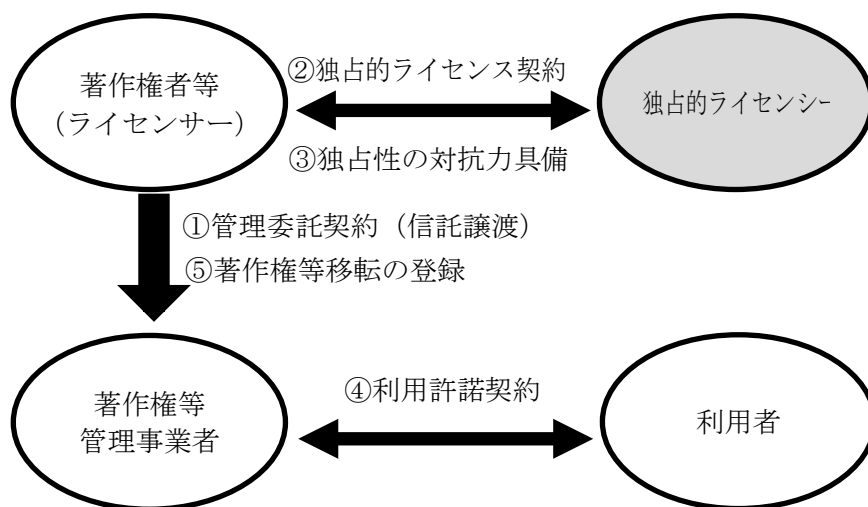 著作権者等
（ライセンサー）
②独占的ライセンス契約
③独占性の対抗力具備
独占的ライセンシー
①管理委託契約（信託譲渡）
⑤著作権等移転の登録
著作権等
管理事業者
④利用許諾契約
利用者